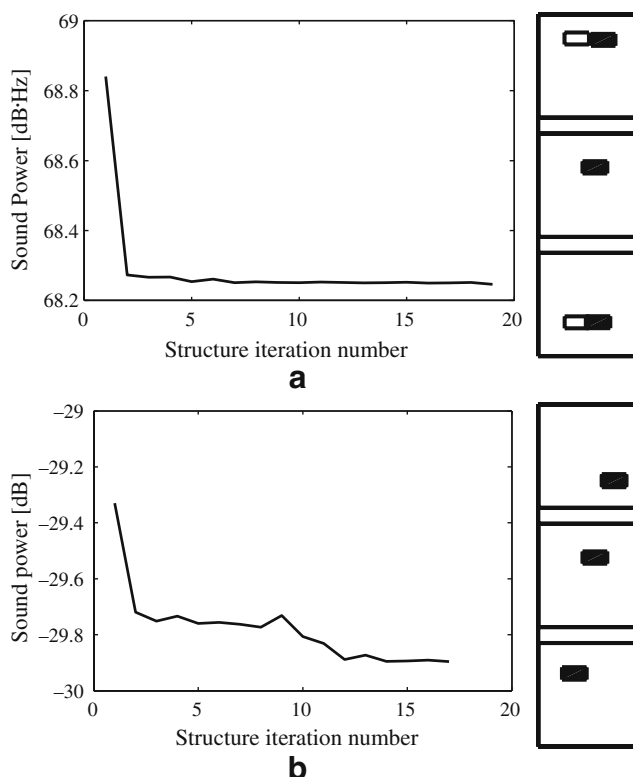 69
68.8
68.6
68.4
68.2
Sound Power [dB·Hz]
0 5 10 15 20
Structure iteration number
a
−29
−29.2
−29.4
−29.6
−29.8
−30
Sound power [dB]
0 5 10 15 20
Structure iteration number
b